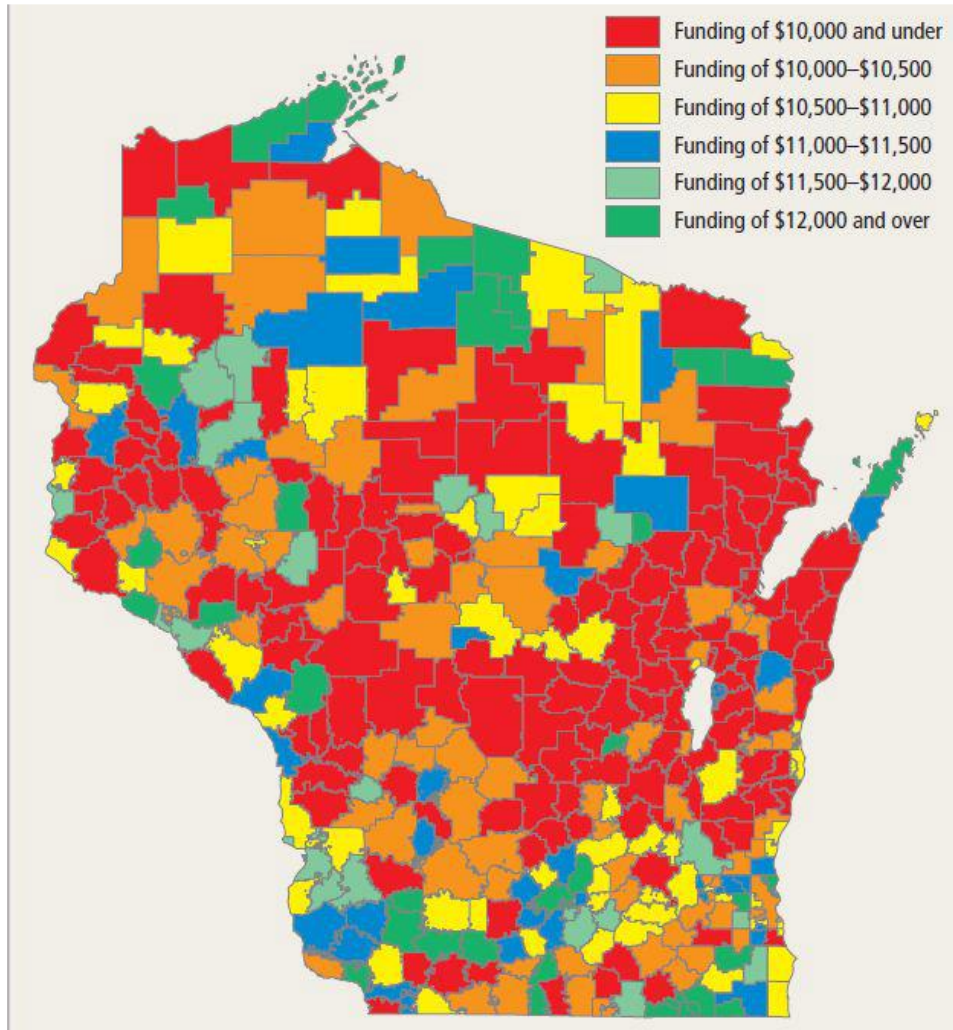 Funding of $10,000 and under
Funding of $10,000–$10,500
Funding of $10,500–$11,000
Funding of $11,000–$11,500
Funding of $11,500–$12,000
Funding of $12,000 and over